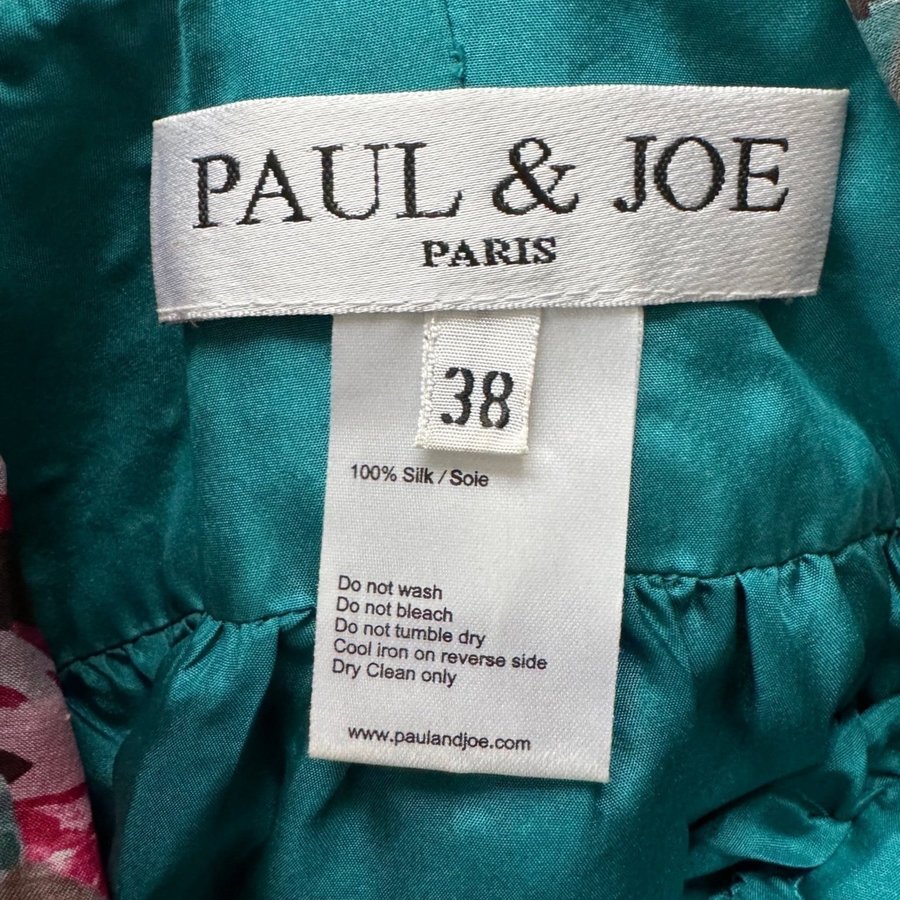 PAUL & JOE
PARIS
38
100% Silk / Soie
Do not wash
Do not bleach
Do not tumble dry
Cool iron on reverse side
Dry Clean only
www.paulandjoe.com